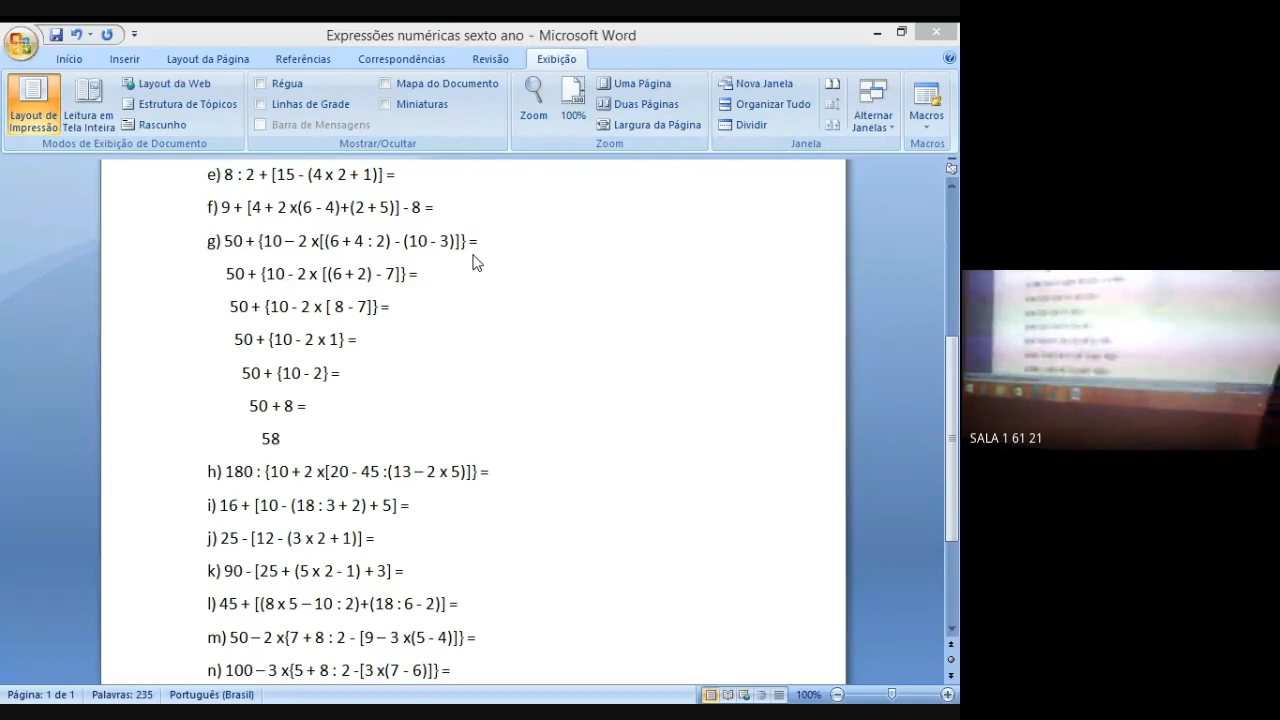 Expressões numéricas sexto ano - Microsoft Word
Início Inserir Layout da Página Referências Correspondências Revisão Exibição
Layout de Impressão
Leitura em Tela Inteira
Layout da Web
Estrutura de Tópicos
Rascunho
Modos de Exibição de Documento
Régua
Linhas de Grade
Barra de Mensagens
Mapa do Documento
Miniaturas
Mostrar/Ocultar
Zoom
100%
Uma Página
Duas Páginas
Largura da Página
Zoom
Nova Janela
Organizar Tudo
Dividir
Alternar Janelas
Janela
Macros
Macros
e) 8 : 2 + [15 - (4 x 2 + 1)] =
f) 9 + [4 + 2 x(6 - 4)+(2 + 5)] - 8 =
g) 50 + {10 – 2 x[(6 + 4 : 2) - (10 - 3)]} =
50 + {10 - 2 x [(6 + 2) - 7]} =
50 + {10 - 2 x [ 8 - 7]} =
50 + {10 - 2 x 1} =
50 + {10 - 2} =
50 + 8 =
58
h) 180 : {10 + 2 x[20 - 45 :(13 – 2 x 5)]} =
i) 16 + [10 - (18 : 3 + 2) + 5] =
j) 25 - [12 - (3 x 2 + 1)] =
k) 90 - [25 + (5 x 2 - 1) + 3] =
l) 45 + [(8 x 5 – 10 : 2)+(18 : 6 - 2)] =
m) 50 – 2 x{7 + 8 : 2 - [9 – 3 x(5 - 4)]} =
n) 100 – 3 x{5 + 8 : 2 -[3 x(7 - 6)]} =
Página: 1 de 1 Palavras: 235 Português (Brasil) 100%
SALA 1 61 21